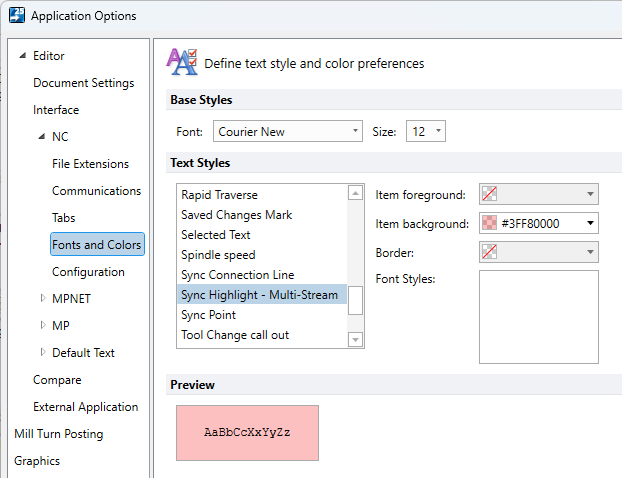 Application Options
Editor
Document Settings
Interface
NC
File Extensions
Communications
Tabs
Fonts and Colors
Configuration
MPNET
MP
Default Text
Compare
External Application
Mill Turn Posting
Graphics
Define text style and color preferences
Base Styles
Font: Courier New Size: 12
Text Styles
Rapid Traverse
Saved Changes Mark
Selected Text
Spindle speed
Sync Connection Line
Sync Highlight - Multi-Stream
Sync Point
Tool Change call out
Item foreground:
Item background: #3FF80000
Border:
Font Styles:
Preview
AaBbCcXxYyZz